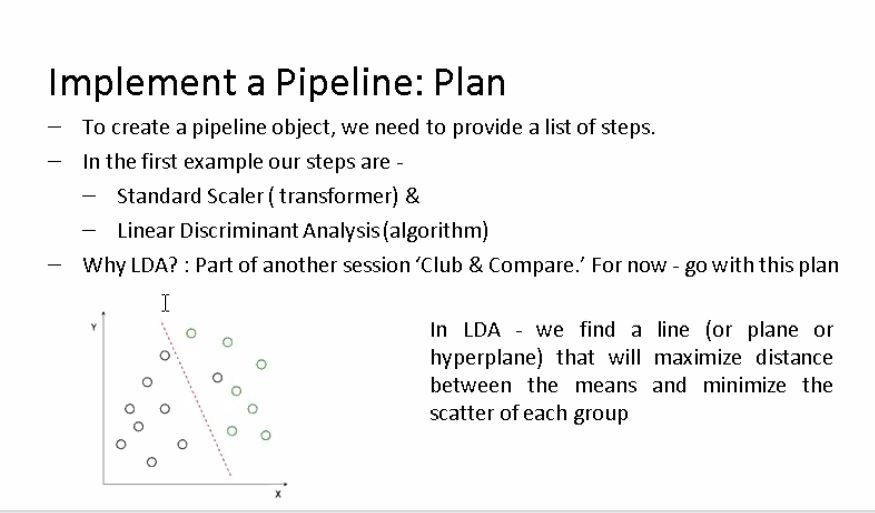 Implement a Pipeline: Plan
– To create a pipeline object, we need to provide a list of steps.
– In the first example our steps are -
– Standard Scaler ( transformer) &
– Linear Discriminant Analysis (algorithm)
– Why LDA? : Part of another session ‘Club & Compare.’ For now - go with this plan
Y
X
In LDA - we find a line (or plane or
hyperplane) that will maximize distance
between the means and minimize the
scatter of each group